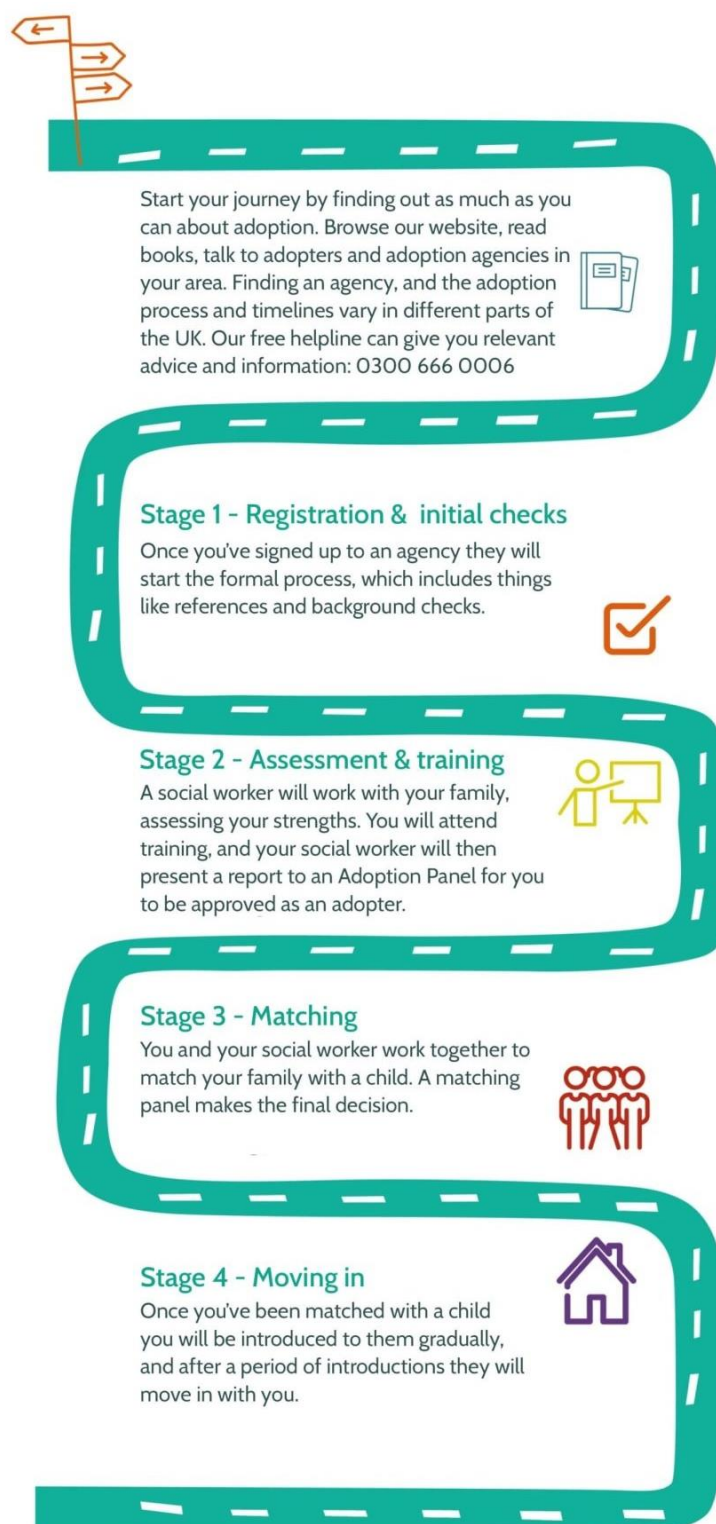 Start your journey by finding out as much as you
can about adoption. Browse our website, read
books, talk to adopters and adoption agencies in
your area. Finding an agency, and the adoption
process and timelines vary in different parts of
the UK. Our free helpline can give you relevant
advice and information: 0300 666 0006
Stage 1 - Registration & initial checks
Once you've signed up to an agency they will
start the formal process, which includes things
like references and background checks.
Stage 2 - Assessment & training
A social worker will work with your family,
assessing your strengths. You will attend
training, and your social worker will then
present a report to an Adoption Panel for you
to be approved as an adopter.
Stage 3 - Matching
You and your social worker work together to
match your family with a child. A matching
panel makes the final decision.
Stage 4 - Moving in
Once you've been matched with a child
you will be introduced to them gradually,
and after a period of introductions they will
move in with you.